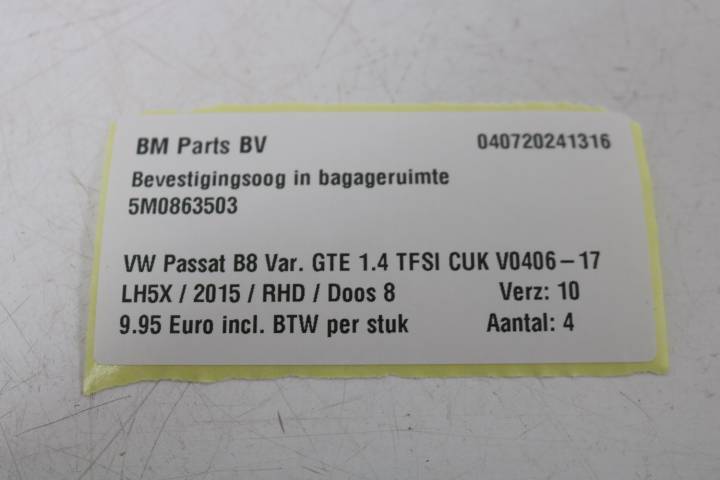 BM Parts BV 040720241316
Bevestigingsoog in bagageruimte
5M0863503
VW Passat B8 Var. GTE 1.4 TFSI CUK V0406-17
LH5X / 2015 / RHD / Doos 8 Verz: 10
9.95 Euro incl. BTW per stuk Aantal: 4